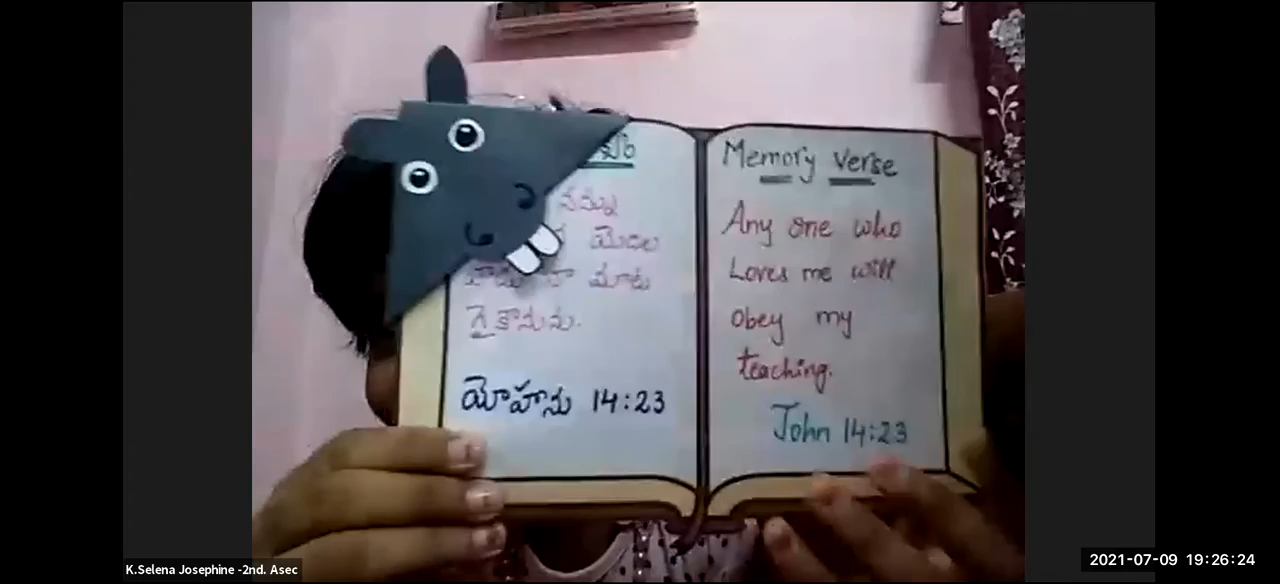 నమ్ము
మాట
గైకొనును.
యోహాను 14:23
Memory Verse
Any one who
Loves me will
Obey my
teaching.
John 14:23
K.Selena Josephine -2nd. Asec
2021-07-09 19:26:24